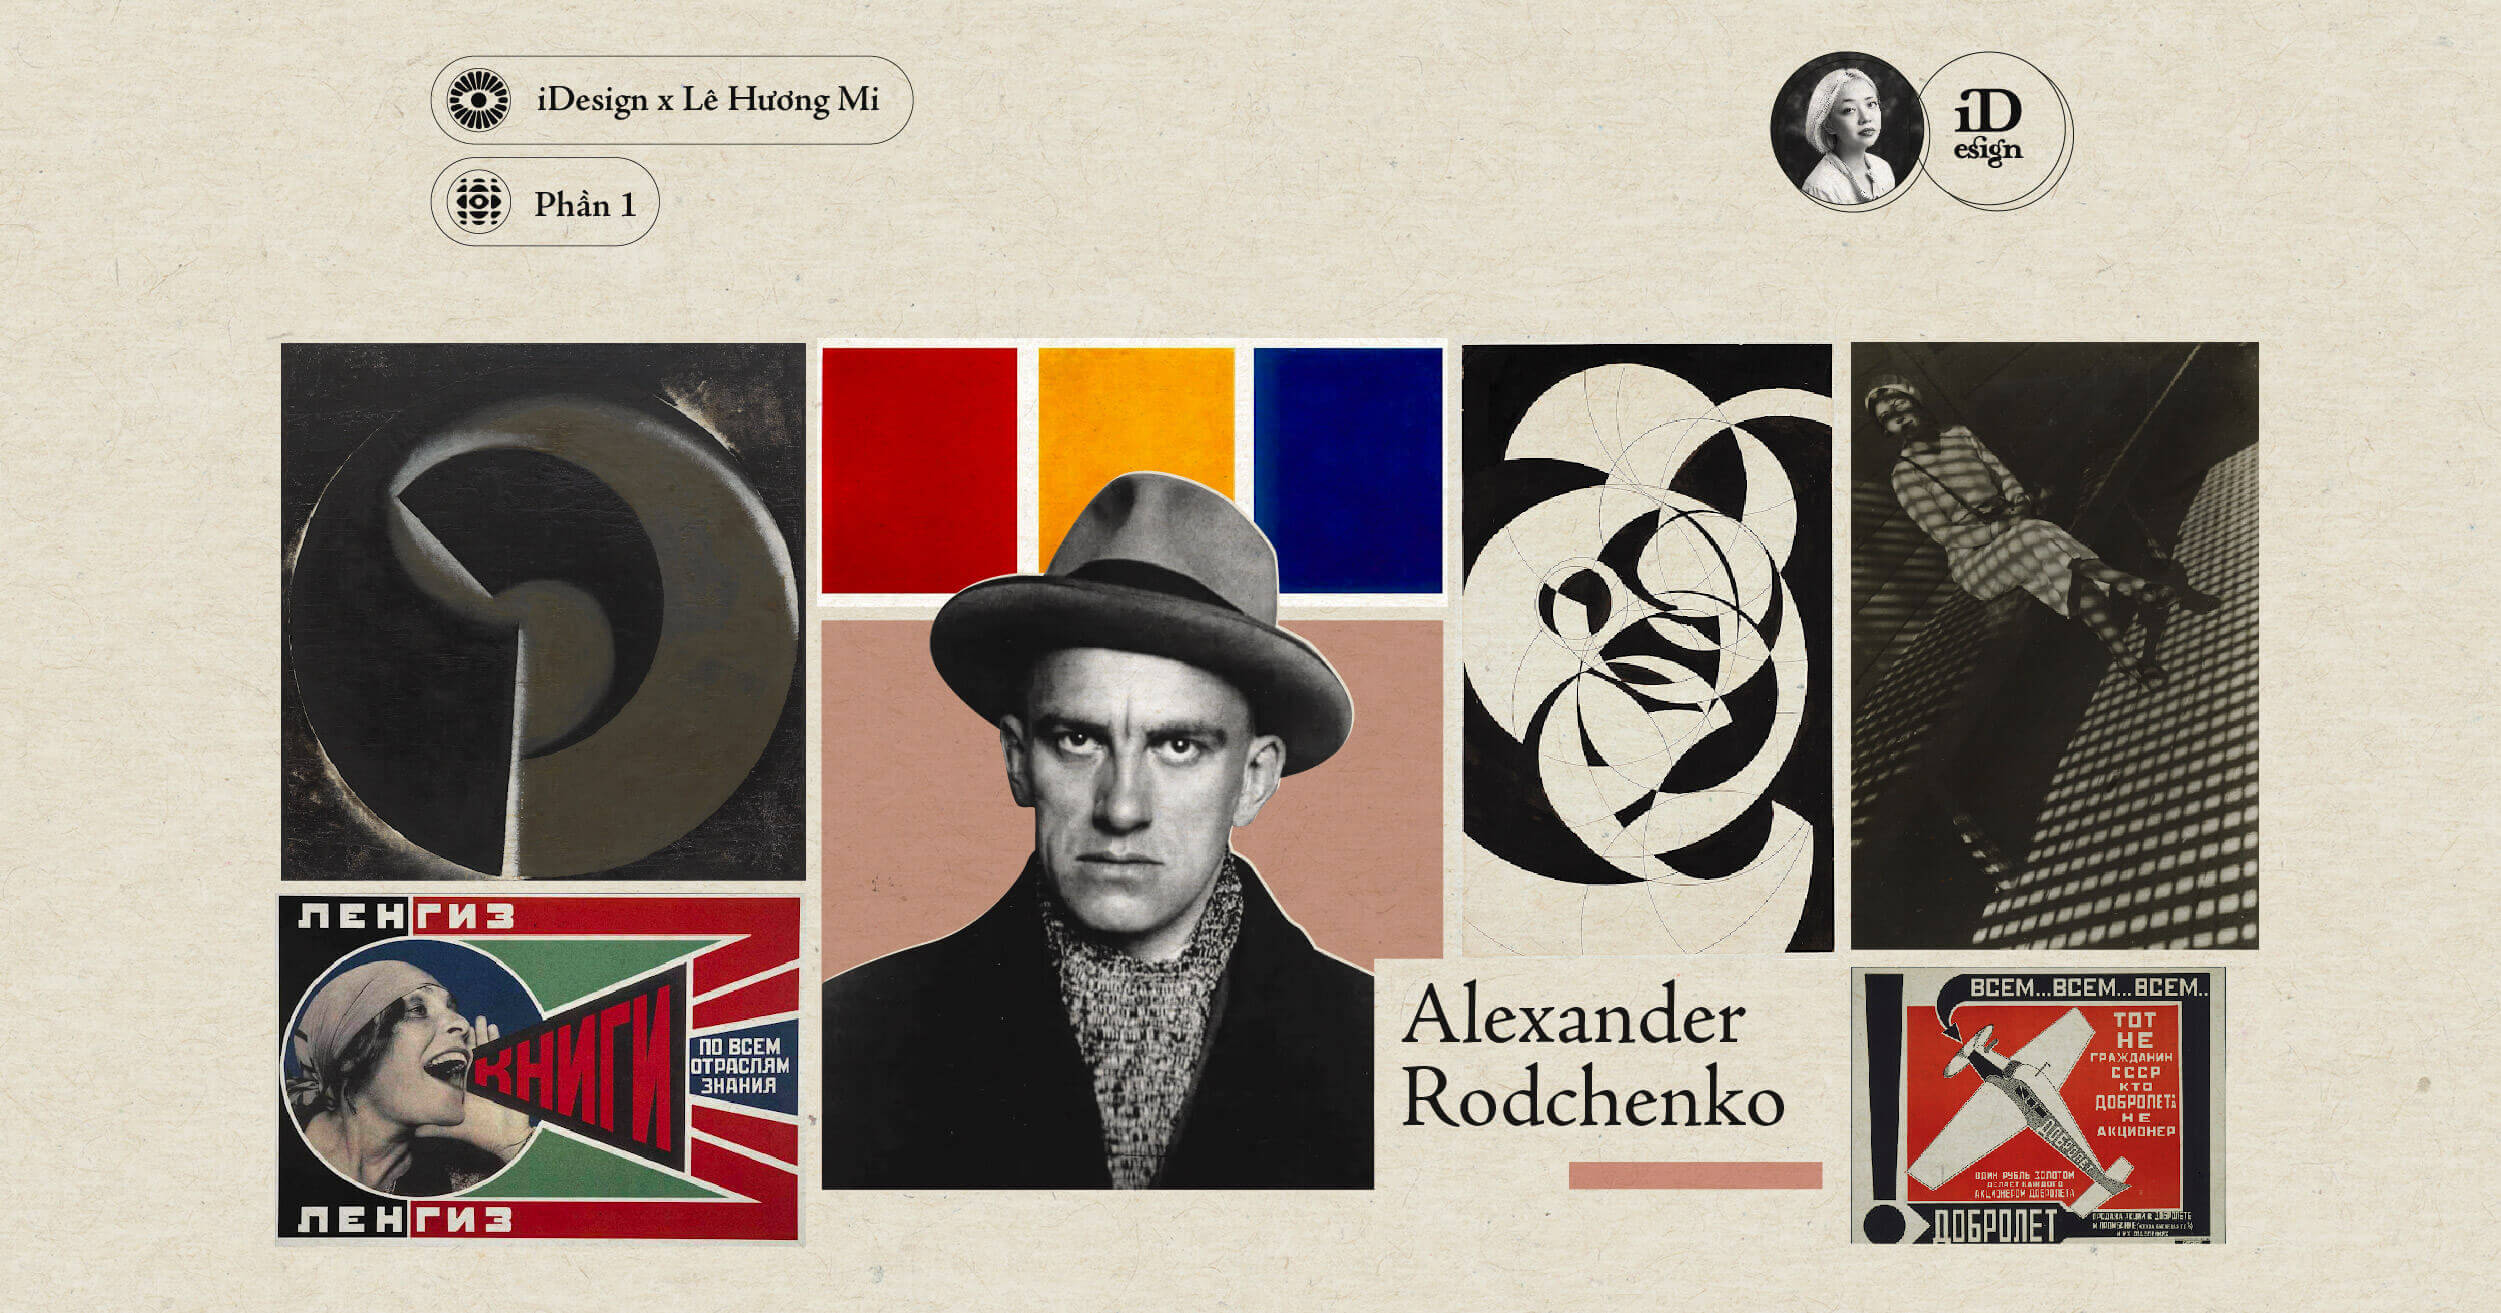 iDesign x Lê Hương Mi
Phần 1
iD
esign
ЛЕНГИЗ
КНИГИ
ПО ВСЕМ
ОТРАСЛЯМ
ЗНАНИЯ
ЛЕНГИЗ
Alexander
Rodchenko
ВСЕМ...ВСЕМ...ВСЕМ..
ТОТ
НЕ
ГРАЖДАНИН
СССР
КТО
ДОБРОЛЕТА
НЕ
АКЦИОНЕР
ДОБРОЛЕТ
ОДИН РУБЛЬ ЗОЛОТОМ
ДЕЛАЕТ КАЖДОГО
АКЦИОНЕРОМ ДОБРОЛЕТА
ДОБРОЛЕТ